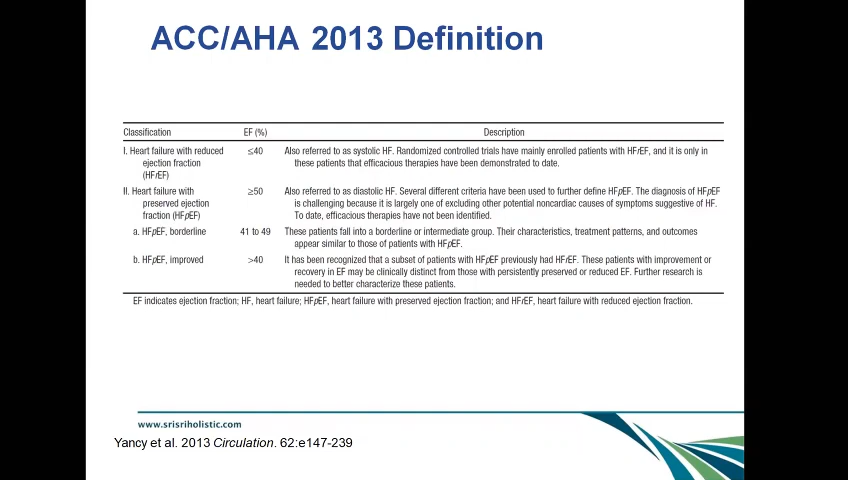 ACC/AHA 2013 Definition
Classification EF (%) Description
I. Heart failure with reduced ≤40 Also referred to as systolic HF. Randomized controlled trials have mainly enrolled patients with HFrEF, and it is only in
ejection fraction these patients that efficacious therapies have been demonstrated to date.
(HFrEF)
II. Heart failure with ≥50 Also referred to as diastolic HF. Several different criteria have been used to further define HFpEF. The diagnosis of HFpEF
preserved ejection is challenging because it is largely one of excluding other potential noncardiac causes of symptoms suggestive of HF.
fraction (HFpEF) To date, efficacious therapies have not been identified.
a. HFpEF, borderline 41 to 49 These patients fall into a borderline or intermediate group. Their characteristics, treatment patterns, and outcomes
appear similar to those of patients with HFpEF.
b. HFpEF, improved >40 It has been recognized that a subset of patients with HFpEF previously had HFrEF. These patients with improvement or
recovery in EF may be clinically distinct from those with persistently preserved or reduced EF. Further research is
needed to better characterize these patients.
EF indicates ejection fraction; HF, heart failure; HFpEF, heart failure with preserved ejection fraction; and HFrEF, heart failure with reduced ejection fraction.
www.srisriholistic.com
Yancy et al. 2013 Circulation. 62:e147-239